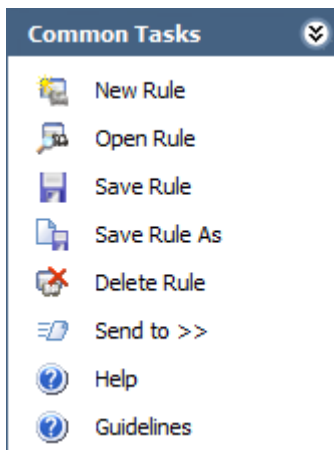 Common Tasks
New Rule
Open Rule
Save Rule
Save Rule As
Delete Rule
Send to >>
Help
Guidelines